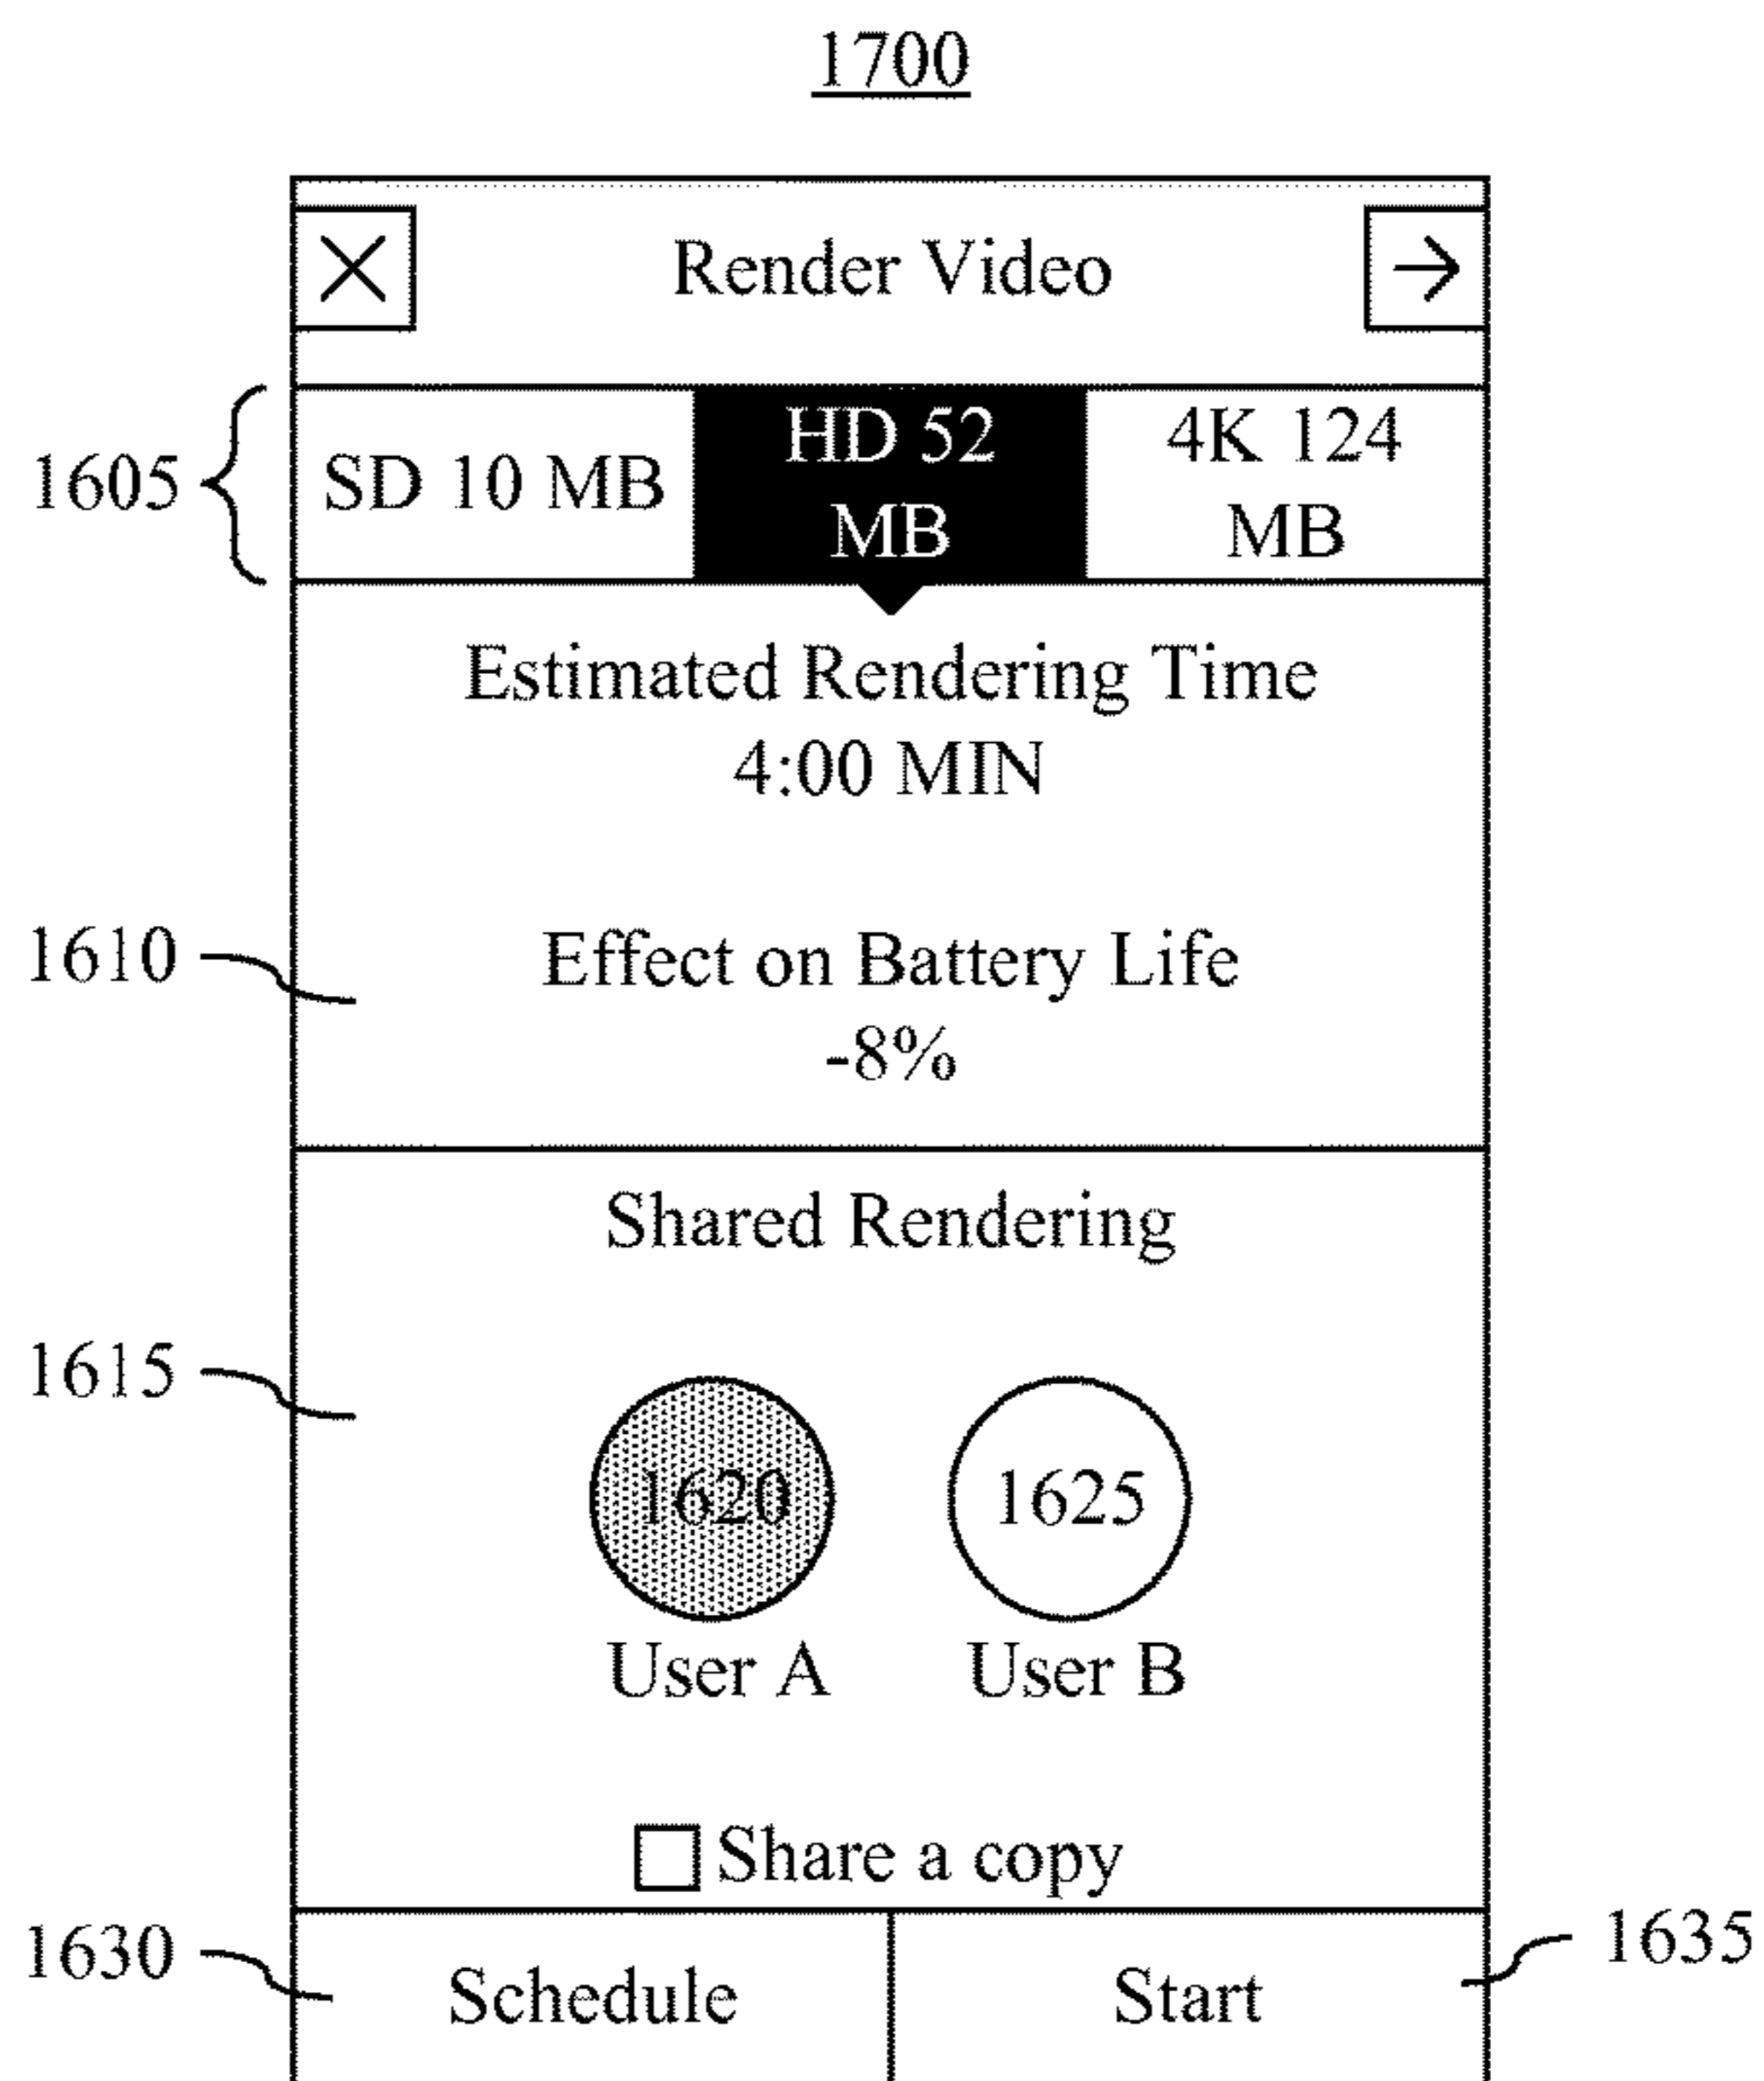 1700
Render Video
1605
SD 10 MB
HD 52
MB
4K 124
MB
Estimated Rendering Time
4:00 MIN
1610
Effect on Battery Life
-8%
Shared Rendering
1615
1620
1625
User A
User B
Share a copy
1630
Schedule
Start
1635